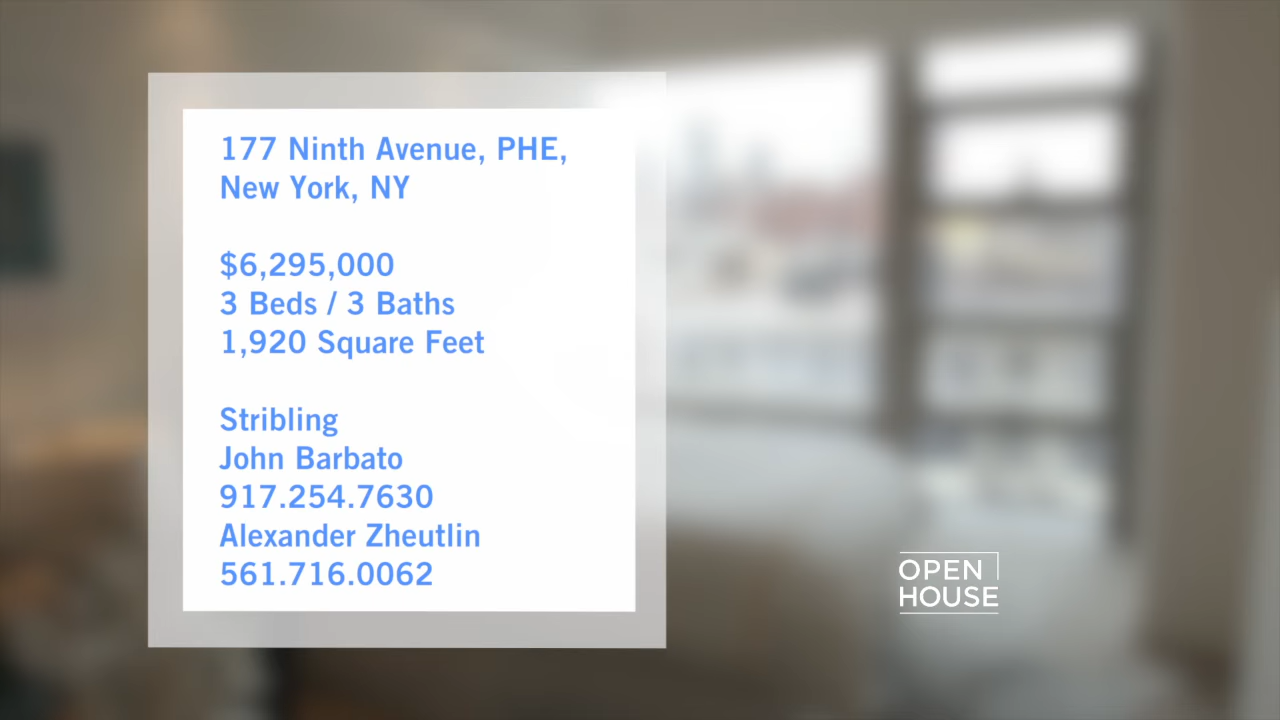 177 Ninth Avenue, PHE,
New York, NY
$6,295,000
3 Beds / 3 Baths
1,920 Square Feet
Stribling
John Barbato
917.254.7630
Alexander Zheutlin
561.716.0062
OPEN
HOUSE